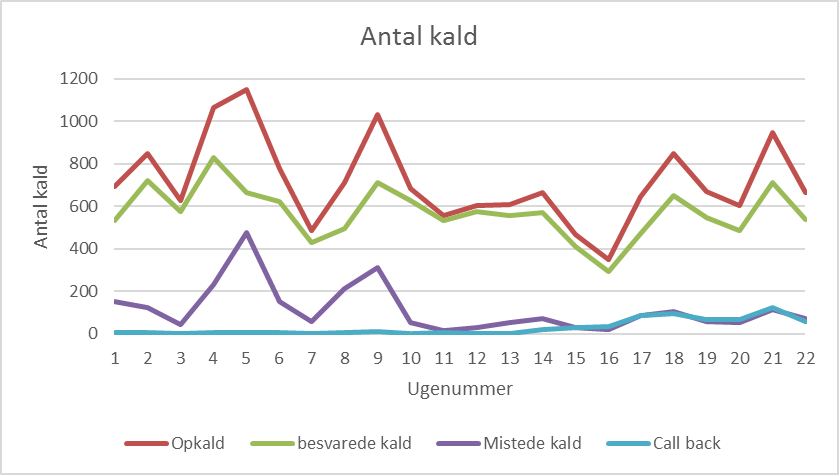 Antal kald
1200
1000
800
600
400
200
0
Antal kald
1 2 3 4 5 6 7 8 9 10 11 12 13 14 15 16 17 18 19 20 21 22
Ugenummer
Opkald besvarede kald Mistede kald Call back